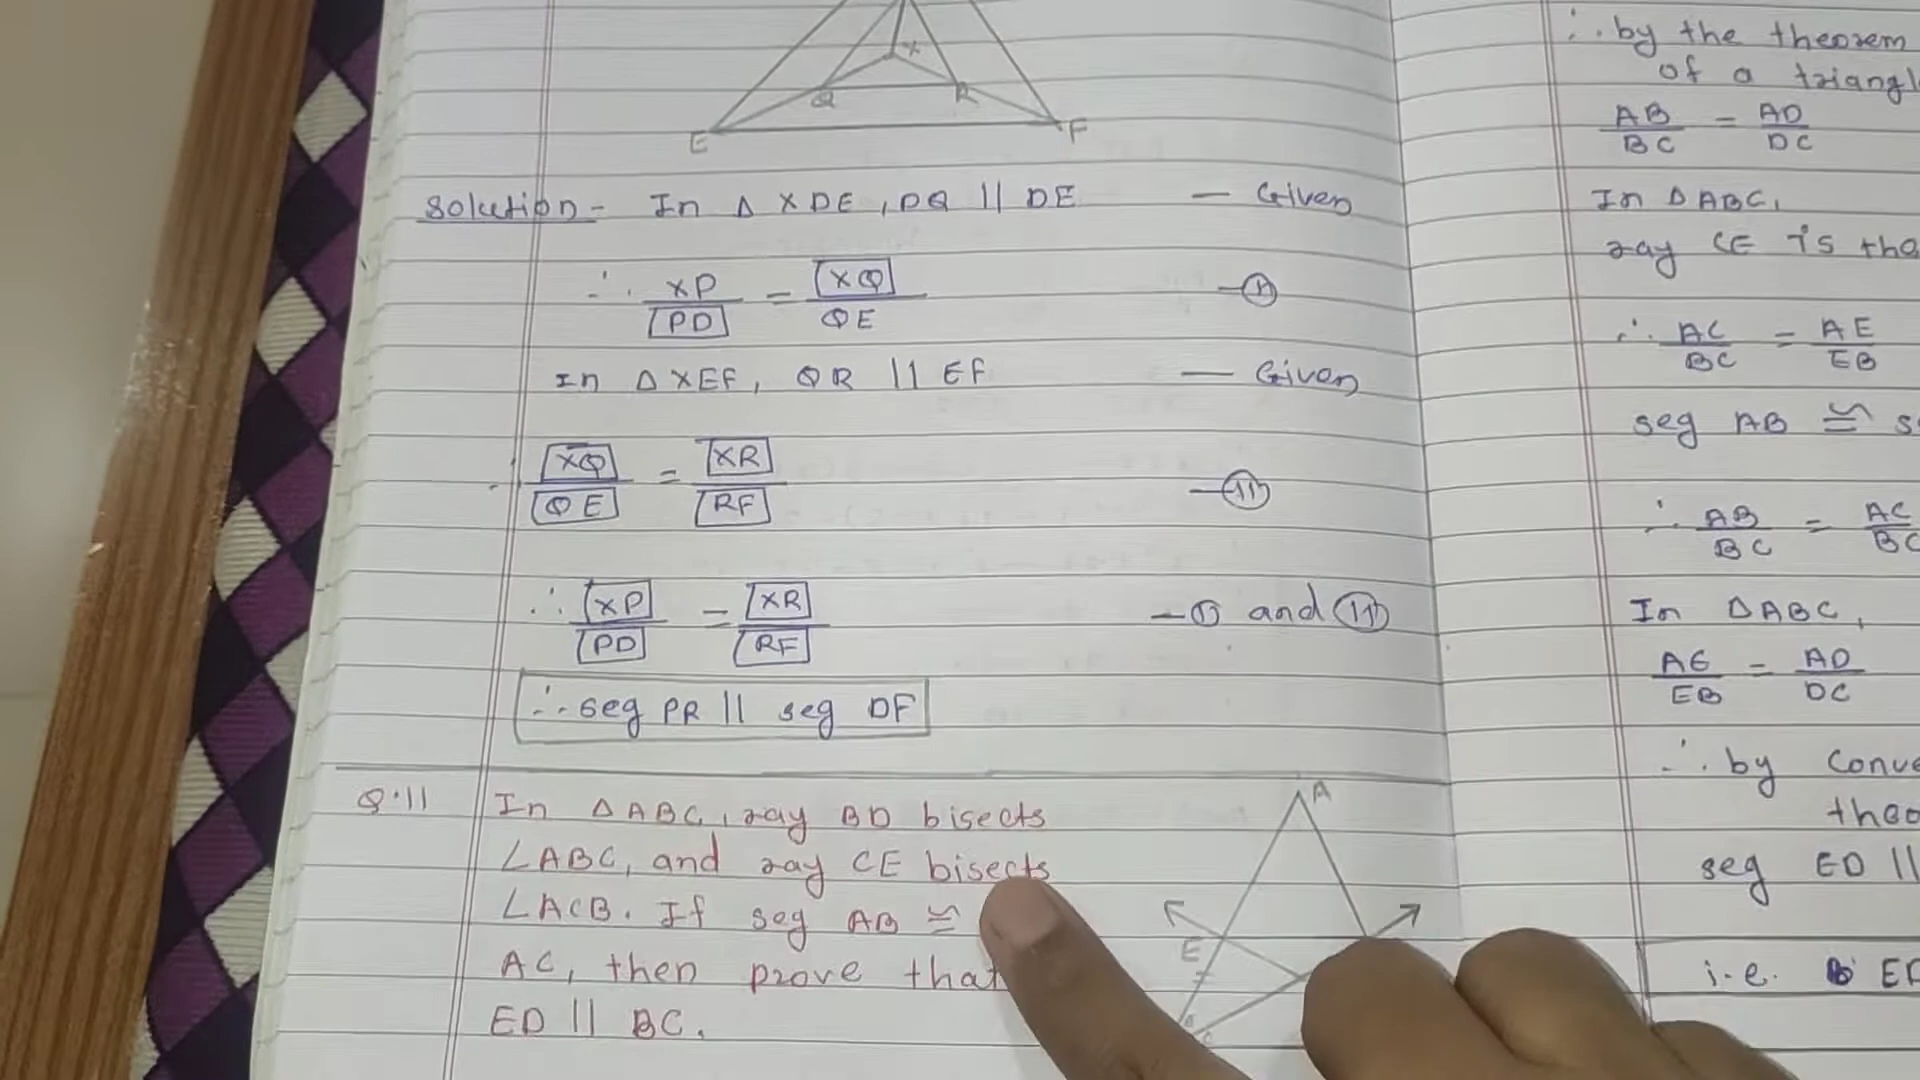 X
Q R
E F
Solution - In Δ XDE, DQ || DE — Given
∴ XP/PD = XQ/QE — I
In Δ XEF, QR || EF — Given
XQ/QE = XR/RF — II
∴ XP/PD = XR/RF — I and II
∴ seg PR || seg DF
Q.11 In Δ ABC, ray BD bisects
∠ABC, and ray CE bisects
∠ACB. If seg AB ≅
AC, then prove that
ED || BC.
A
E
∴ by the theorem
of a
AB/BC = AD/DC
In Δ ABC,
ray CE is the
∴ AC/BC = AE/EB
seg AB ≅
∴ AB/BC = AC/BC
In Δ ABC,
AE/EB = AD/DC
∴ by
seg ED ||
i.e.